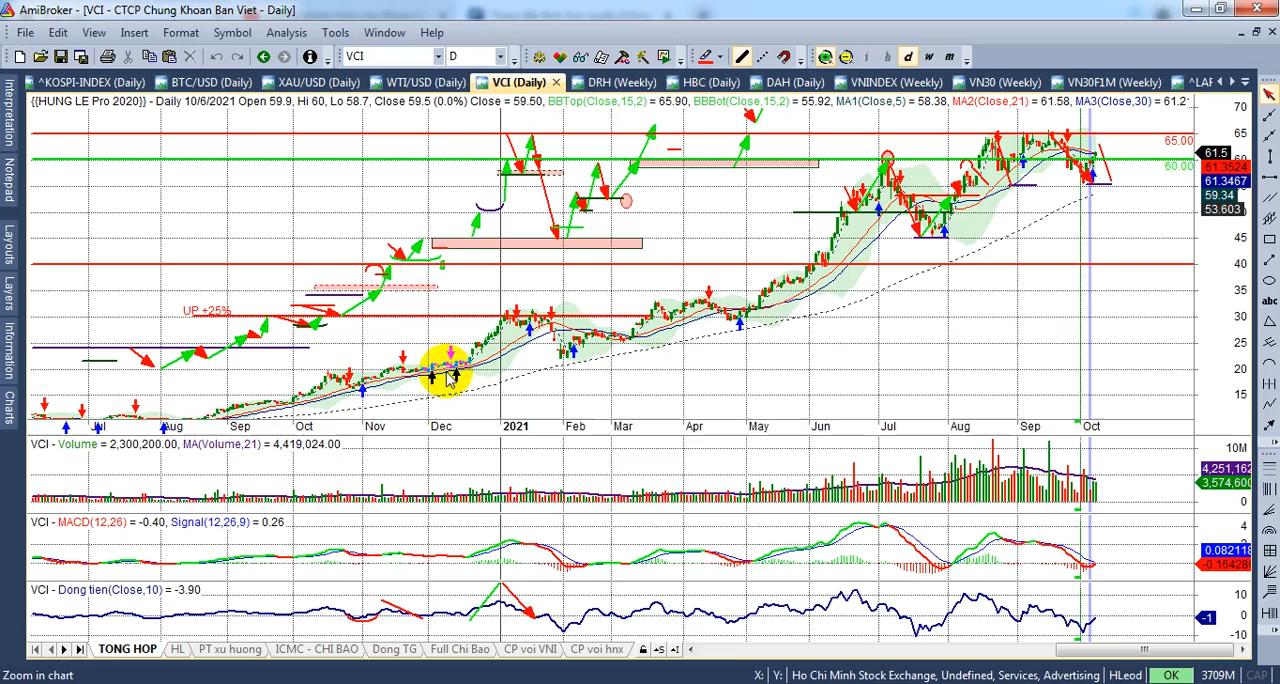 AmiBroker - [VCI - CTCP Chung Khoan Ban Viet - Daily]
File Edit View Insert Format Symbol Analysis Tools Window Help
VCI D i h d w m
^KOSPI-INDEX (Daily) BTC/USD (Daily) XAU/USD (Daily) WTI/USD (Daily) VCI (Daily) DRH (Weekly) HBC (Daily) DAH (Daily) VNINDEX (Weekly) VN30 (Weekly) VN30F1M (Weekly) ^LAF
{{HUNG LE Pro 2020}} - Daily 10/6/2021 Open 59.9, Hi 60, Lo 58.7, Close 59.5 (0.0%) Close = 59.50, BBTop(Close,15,2) = 65.90, BBBot(Close,15,2) = 55.92, MA1(Close,5) = 58.38, MA2(Close,21) = 61.58, MA3(Close,30) = 61.2
Interpretation
Notepad
Layouts
Layers
Information
Charts
abc
70
65
65.00
61.5
60
61.3524
60.00
61.3467
59.34
53.603
45
40
35
30
25
20
15
UP +25%
Jul Aug Sep Oct Nov Dec 2021 Feb Mar Apr May Jun Jul Aug Sep Oct
VCI - Volume = 2,300,200.00, MA(Volume,21) = 4,419,024.00
10M
4,251,162
3,574,600
0
VCI - MACD(12,26) = -0.40, Signal(12,26,9) = 0.26
4
2
0.082118
-0.16428
VCI - Dong tien(Close,10) = -3.90
10
0
-1
-10
TONG HOP HL PT xu huong ICMC - CHI BAO Dong TG Full Chi Bao CP voi VNI CP voi hnx
Zoom in chart X: Y: Ho Chi Minh Stock Exchange, Undefined, Services, Advertising HLeod OK 3709M CAP